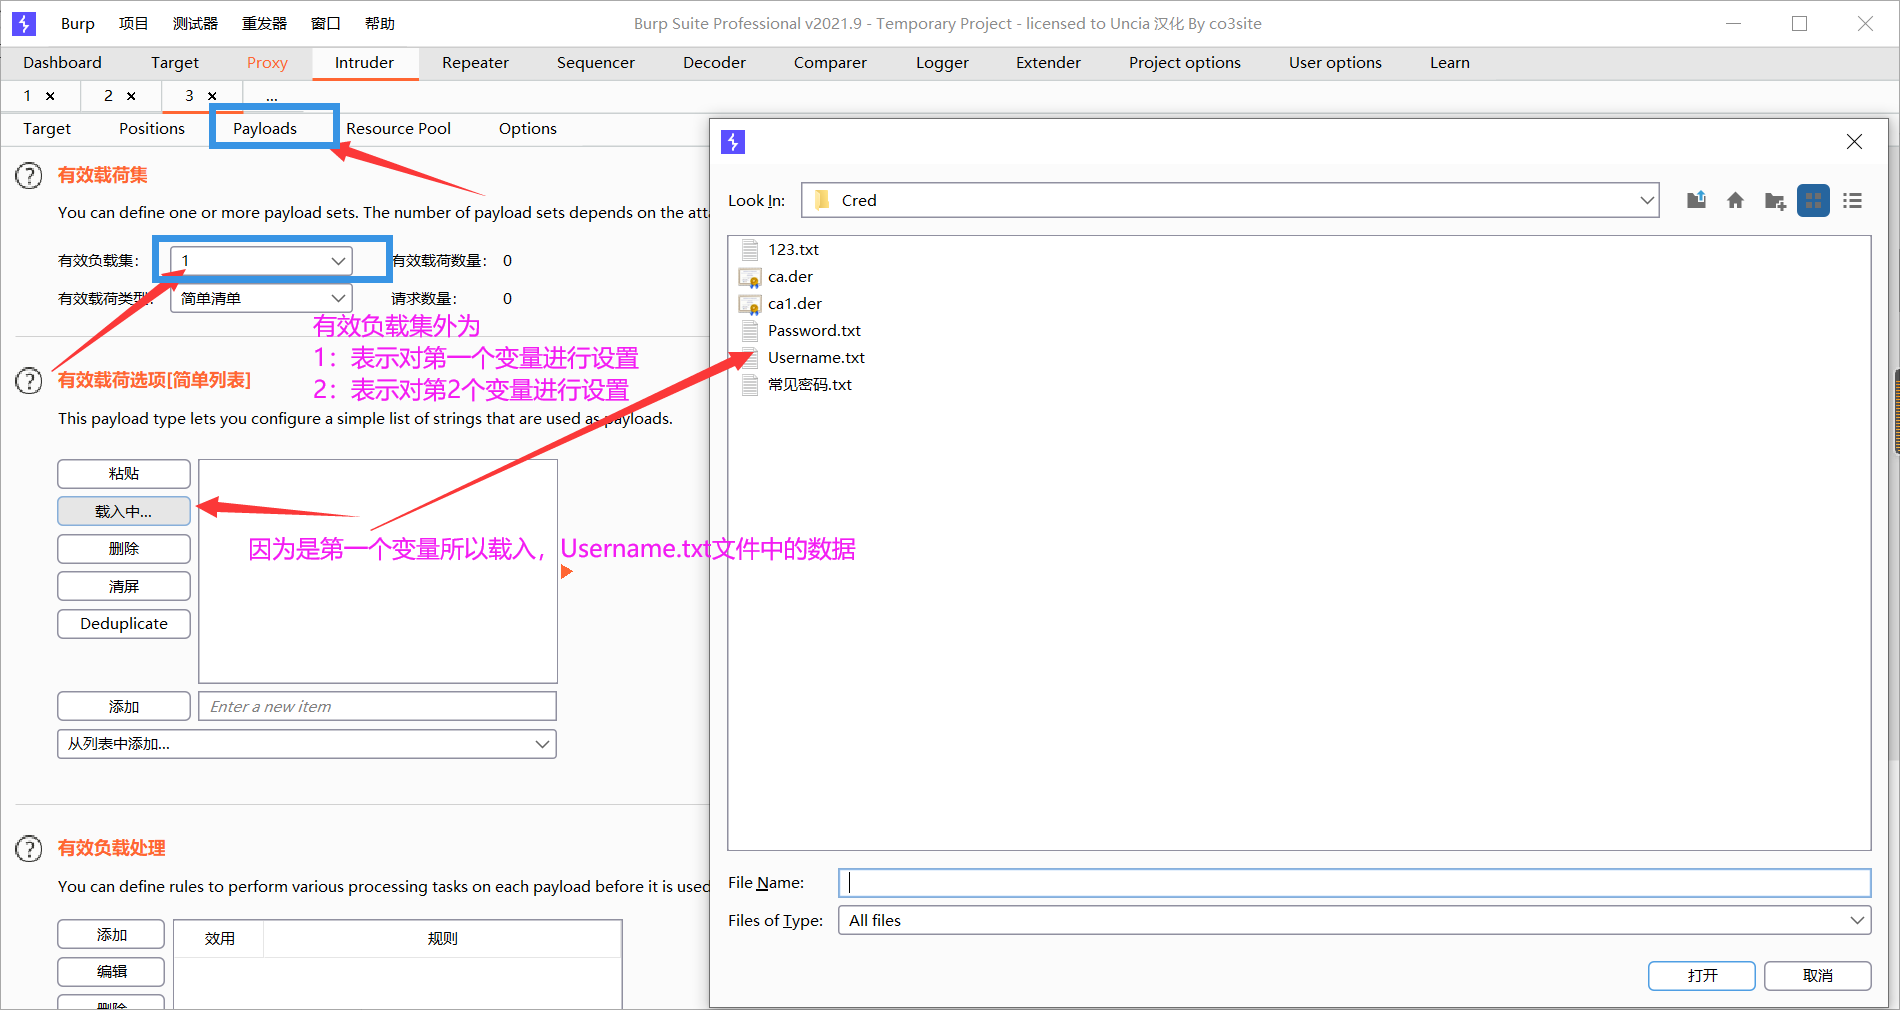 Burp 项目 测试器 重发器 窗口 帮助
Burp Suite Professional v2021.9 - Temporary Project - licensed to Uncia 汉化 By co3site
Dashboard Target Proxy Intruder Repeater Sequencer Decoder Comparer Logger Extender Project options User options Learn
1 × 2 × 3 × ...
Target Positions Payloads Resource Pool Options
有效载荷集
You can define one or more payload sets. The number of payload sets depends on the att
有效负载集: 1 有效载荷数量: 0
有效载荷类型: 简单清单 请求数量: 0
有效负载集外为
1：表示对第一个变量进行设置
2：表示对第2个变量进行设置
有效载荷选项[简单列表]
This payload type lets you configure a simple list of strings that are used as payloads.
粘贴
载入中...
删除
清屏
Deduplicate
因为是第一个变量所以载入，Username.txt文件中的数据
添加 Enter a new item
从列表中添加...
有效负载处理
You can define rules to perform various processing tasks on each payload before it is used
添加 效用 规则
编辑
删除
Look In: Cred
123.txt
ca.der
ca1.der
Password.txt
Username.txt
常见密码.txt
File Name:
Files of Type: All files
打开 取消